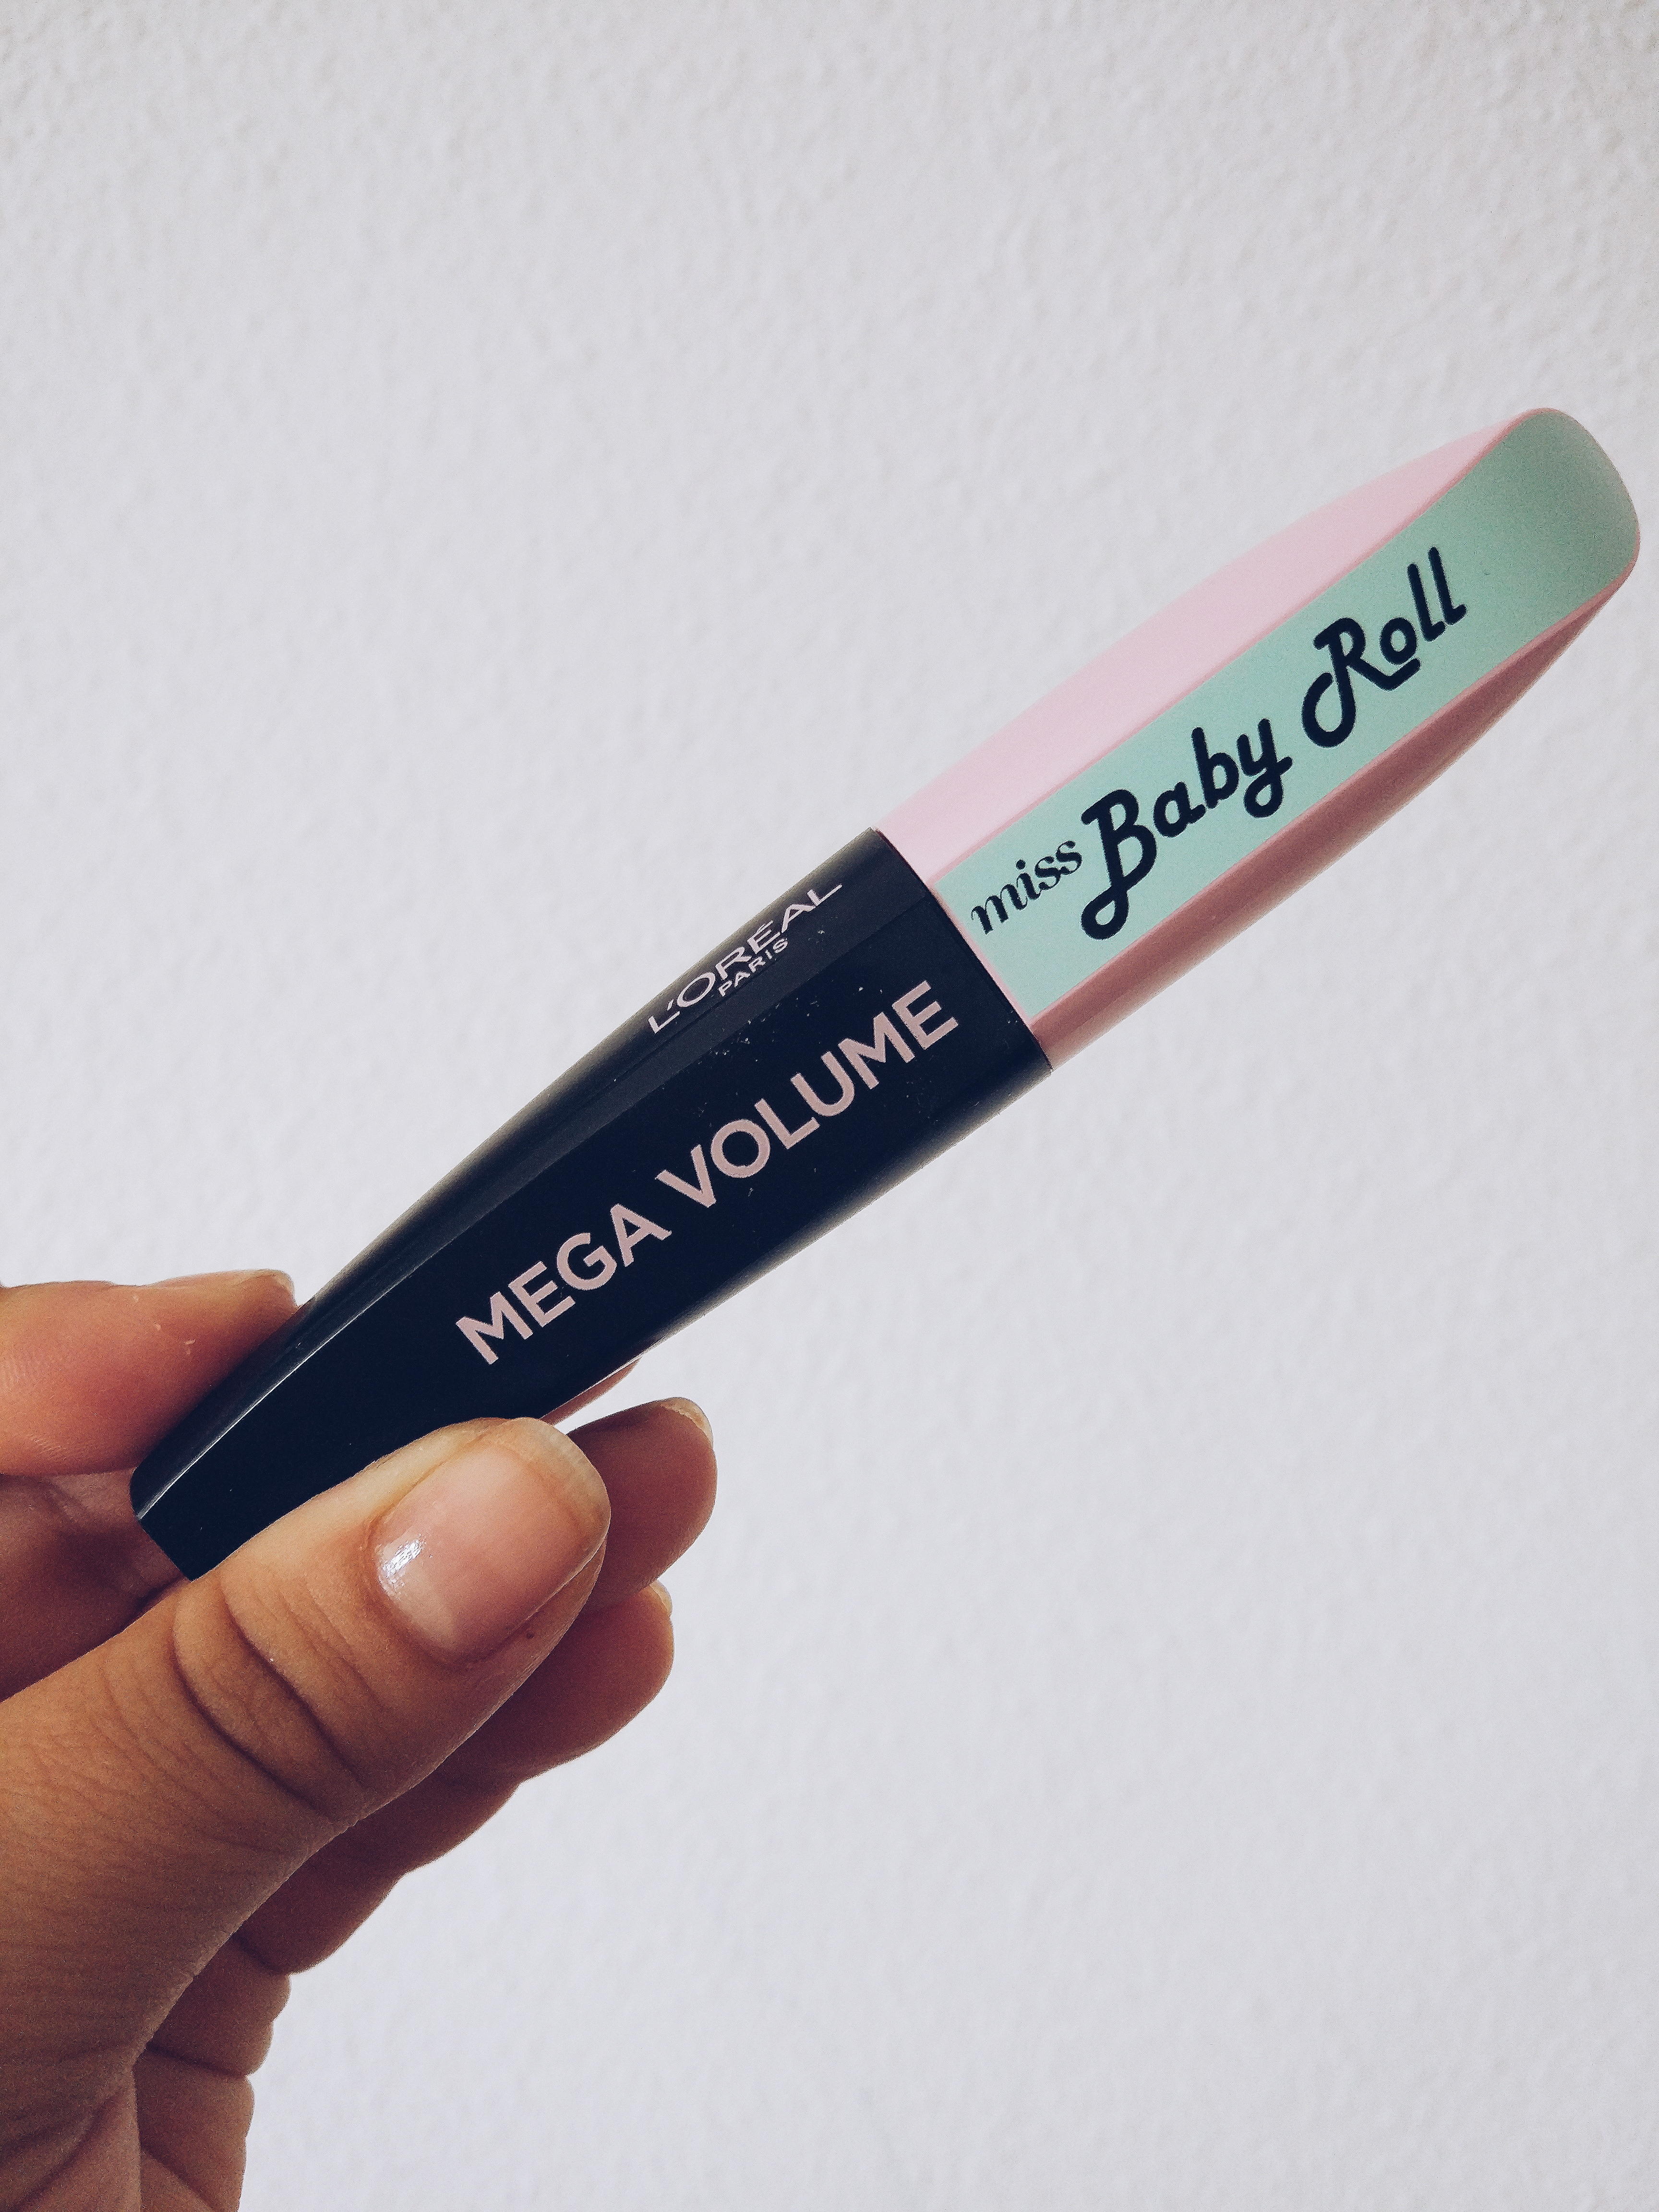 L'ORÉAL
PARIS
MEGA VOLUME
miss Baby Roll